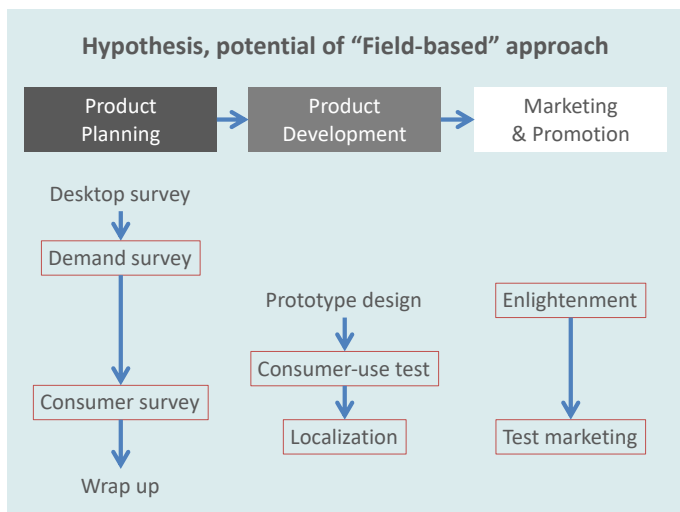 Hypothesis, potential of “Field-based” approach
Product
Planning
Product
Development
Marketing
& Promotion
Desktop survey
Demand survey
Consumer survey
Wrap up
Prototype design
Consumer-use test
Localization
Enlightenment
Test marketing